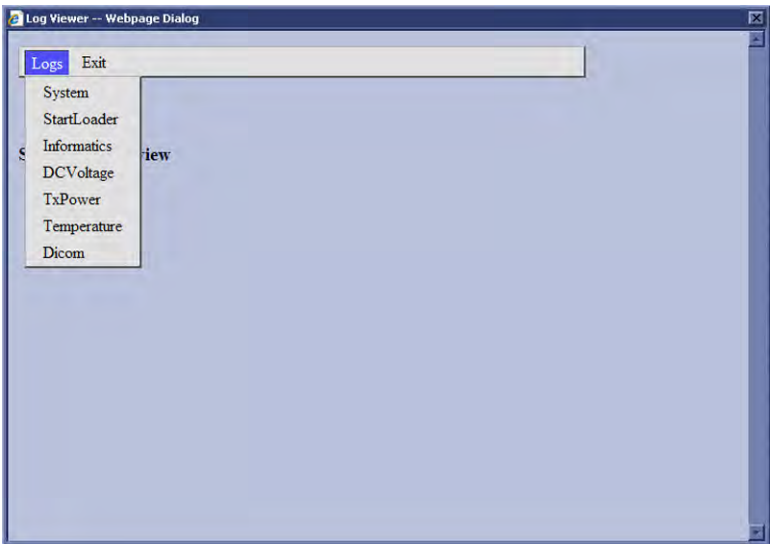 Log Viewer -- Webpage Dialog
Logs Exit
System
StartLoader
Informatics
DCVoltage
TxPower
Temperature
Dicom